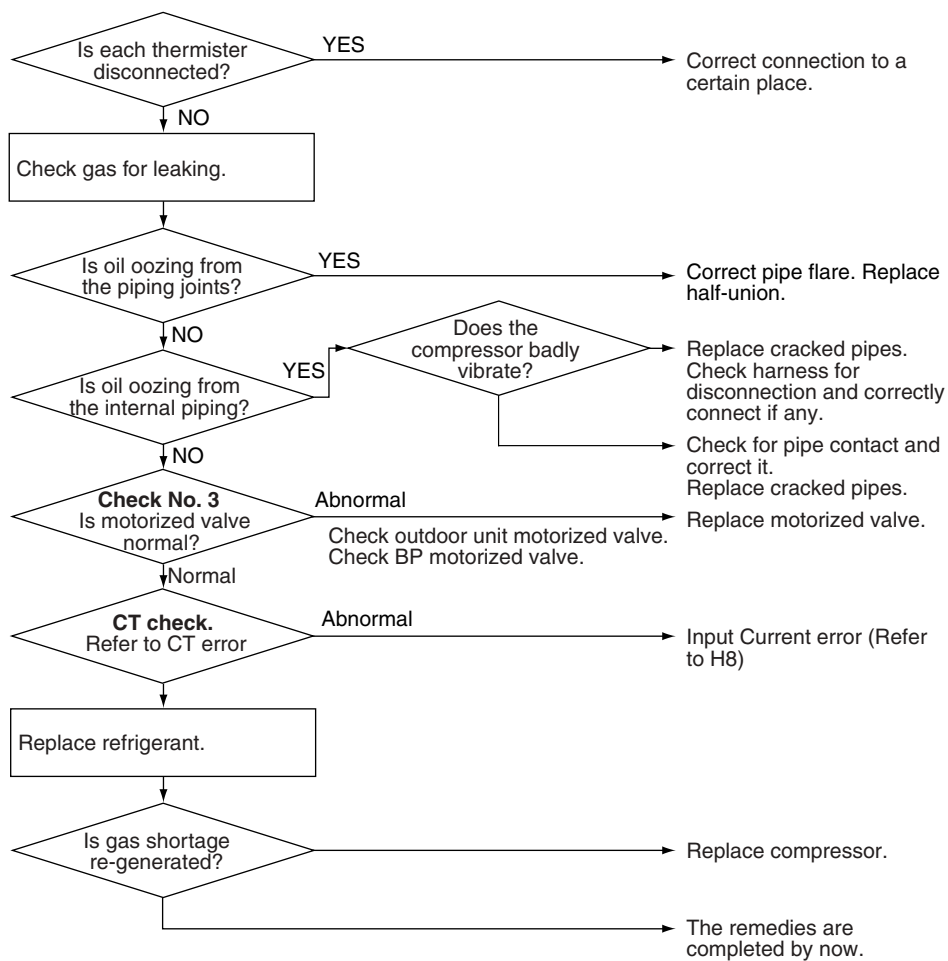 Is each thermister
disconnected?
YES
Correct connection to a
certain place.
NO
Check gas for leaking.
Is oil oozing from
the piping joints?
YES
Correct pipe flare. Replace
half-union.
NO
Is oil oozing from
the internal piping?
YES
Does the
compressor badly
vibrate?
Replace cracked pipes.
Check harness for
disconnection and correctly
connect if any.
Check for pipe contact and
correct it.
Replace cracked pipes.
NO
Check No. 3
Is motorized valve
normal?
Abnormal
Check outdoor unit motorized valve.
Check BP motorized valve.
Replace motorized valve.
Normal
CT check.
Refer to CT error
Abnormal
Input Current error (Refer
to H8)
Replace refrigerant.
Is gas shortage
re-generated?
Replace compressor.
The remedies are
completed by now.